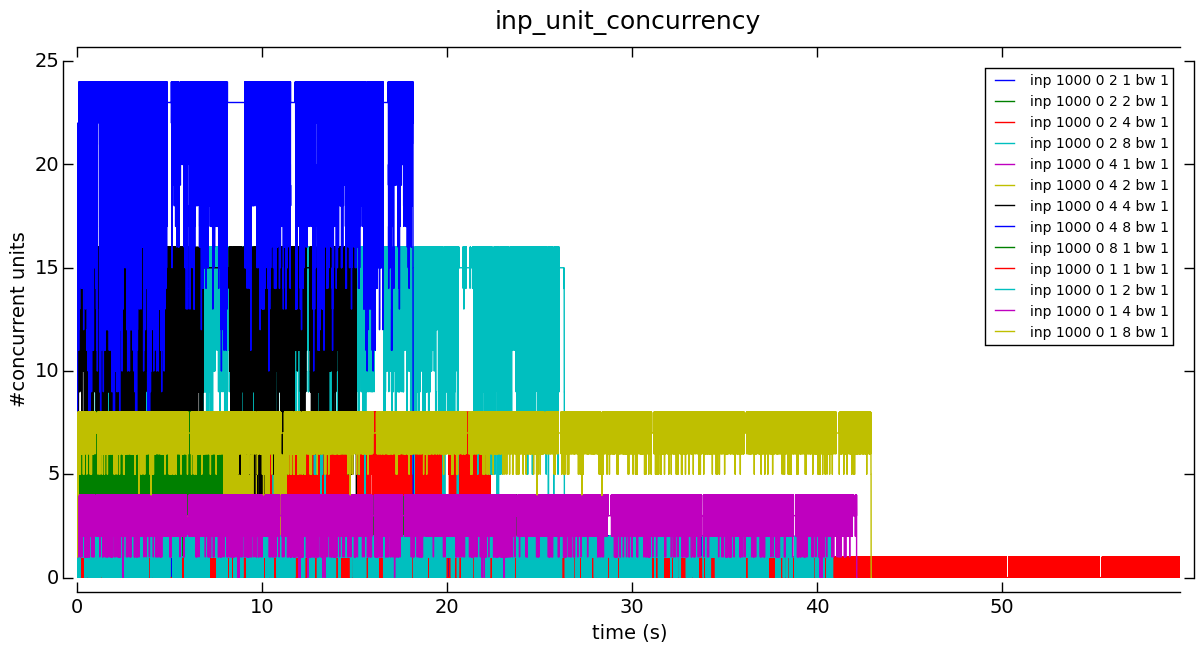 inp_unit_concurrency
25
20
15
10
5
0
#concurrent units
inp 1000 0 2 1 bw 1
inp 1000 0 2 2 bw 1
inp 1000 0 2 4 bw 1
inp 1000 0 2 8 bw 1
inp 1000 0 4 1 bw 1
inp 1000 0 4 2 bw 1
inp 1000 0 4 4 bw 1
inp 1000 0 4 8 bw 1
inp 1000 0 8 1 bw 1
inp 1000 0 1 1 bw 1
inp 1000 0 1 2 bw 1
inp 1000 0 1 4 bw 1
inp 1000 0 1 8 bw 1
0 10 20 30 40 50
time (s)